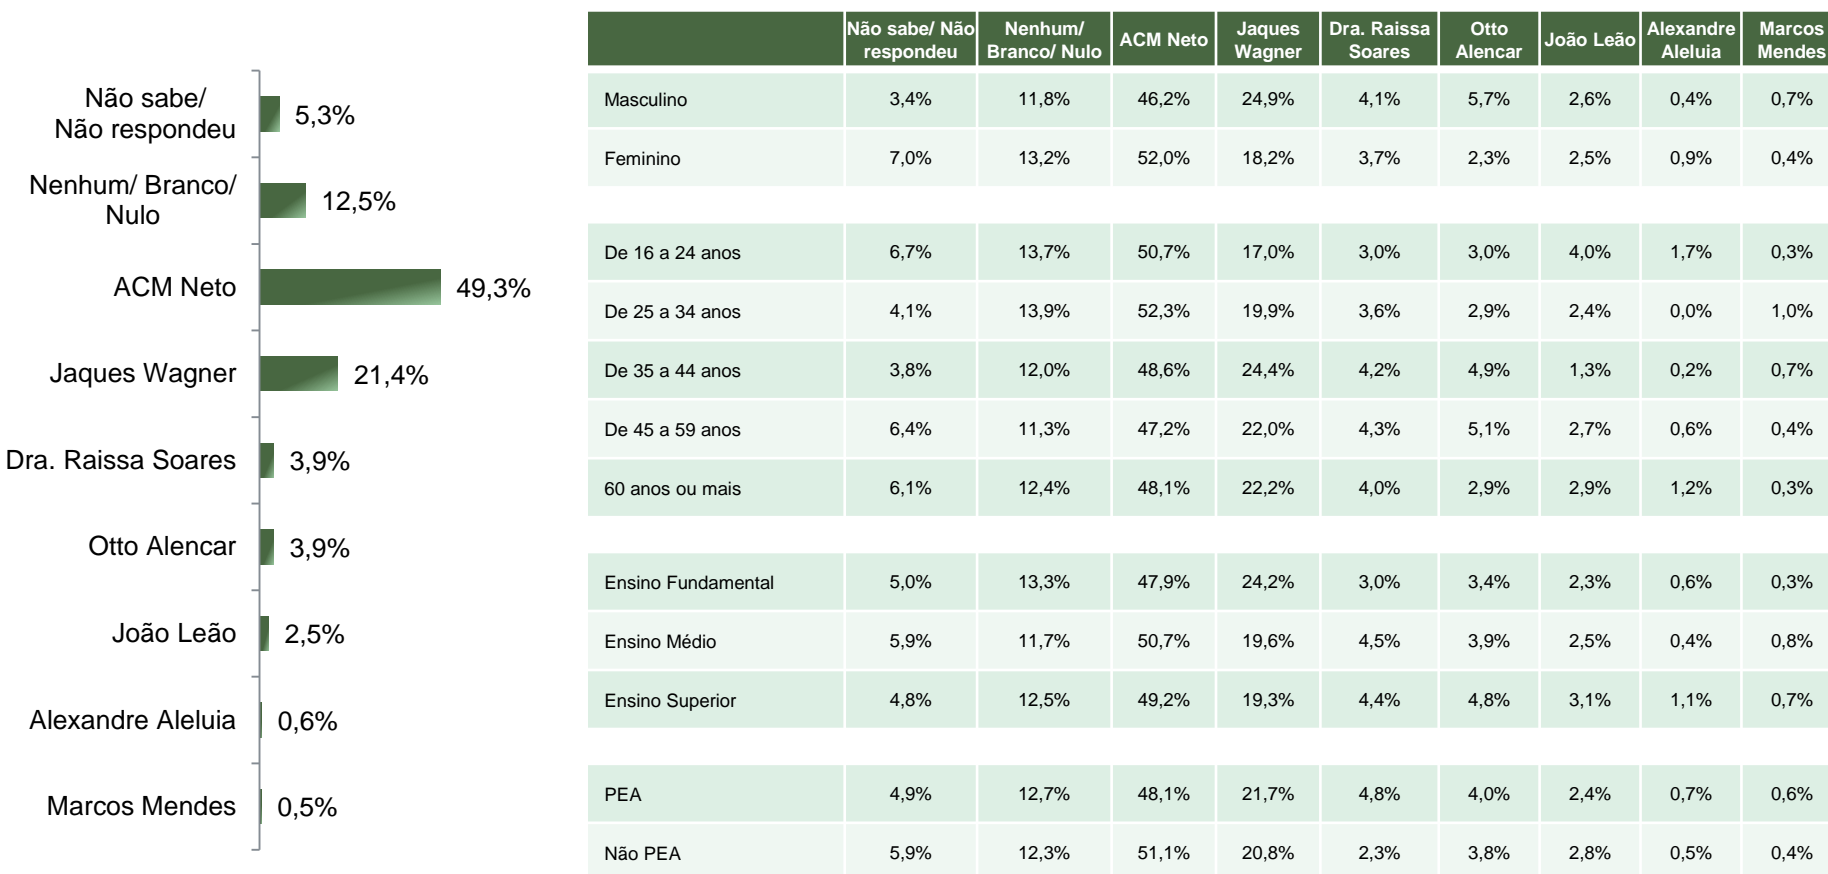 Não sabe/
Não respondeu
5,3%
Nenhum/ Branco/
Nulo
12,5%
ACM Neto
49,3%
Jaques Wagner
21,4%
Dra. Raissa Soares
3,9%
Otto Alencar
3,9%
João Leão
2,5%
Alexandre Aleluia
0,6%
Marcos Mendes
0,5%
Não sabe/ Não respondeu Nenhum/ Branco/ Nulo ACM Neto Jaques Wagner Dra. Raissa Soares Otto Alencar João Leão Alexandre Aleluia Marcos Mendes
Masculino 3,4% 11,8% 46,2% 24,9% 4,1% 5,7% 2,6% 0,4% 0,7%
Feminino 7,0% 13,2% 52,0% 18,2% 3,7% 2,3% 2,5% 0,9% 0,4%
De 16 a 24 anos 6,7% 13,7% 50,7% 17,0% 3,0% 3,0% 4,0% 1,7% 0,3%
De 25 a 34 anos 4,1% 13,9% 52,3% 19,9% 3,6% 2,9% 2,4% 0,0% 1,0%
De 35 a 44 anos 3,8% 12,0% 48,6% 24,4% 4,2% 4,9% 1,3% 0,2% 0,7%
De 45 a 59 anos 6,4% 11,3% 47,2% 22,0% 4,3% 5,1% 2,7% 0,6% 0,4%
60 anos ou mais 6,1% 12,4% 48,1% 22,2% 4,0% 2,9% 2,9% 1,2% 0,3%
Ensino Fundamental 5,0% 13,3% 47,9% 24,2% 3,0% 3,4% 2,3% 0,6% 0,3%
Ensino Médio 5,9% 11,7% 50,7% 19,6% 4,5% 3,9% 2,5% 0,4% 0,8%
Ensino Superior 4,8% 12,5% 49,2% 19,3% 4,4% 4,8% 3,1% 1,1% 0,7%
PEA 4,9% 12,7% 48,1% 21,7% 4,8% 4,0% 2,4% 0,7% 0,6%
Não PEA 5,9% 12,3% 51,1% 20,8% 2,3% 3,8% 2,8% 0,5% 0,4%